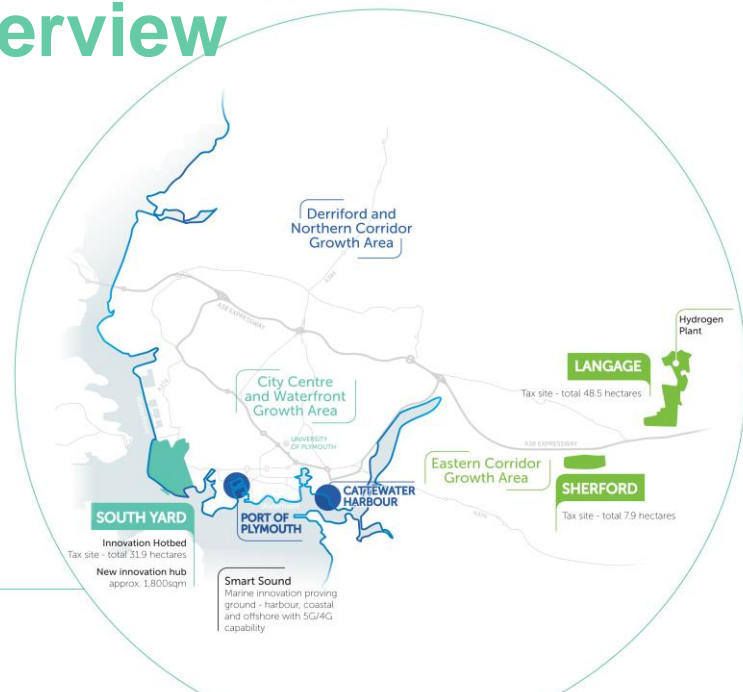 erview
Derriford and
Northern Corridor
Growth Area
A386
A38 EXPRESSWAY
Hydrogen
Plant
LANGAGE
Tax site - total 48.5 hectares
City Centre
and Waterfront
Growth Area
UNIVERSITY
OF PLYMOUTH
A38 EXPRESSWAY
Eastern Corridor
Growth Area
SHERFORD
Tax site - total 7.9 hectares
A379
CATTEWATER
HARBOUR
PORT OF
PLYMOUTH
SOUTH YARD
Innovation Hotbed
Tax site - total 31.9 hectares
New innovation hub
approx. 1,800sqm
Smart Sound
Marine innovation proving
ground - harbour, coastal
and offshore with 5G/4G
capability